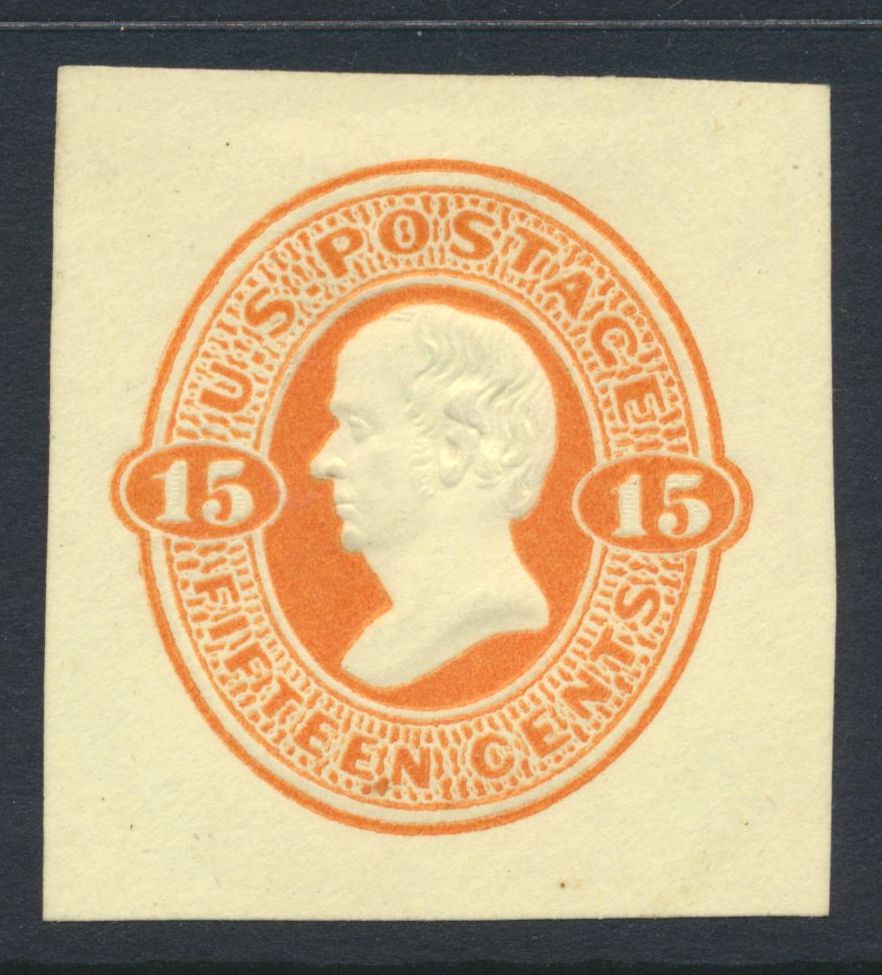 U.S. POSTAGE
15
15
FIFTEEN CENTS